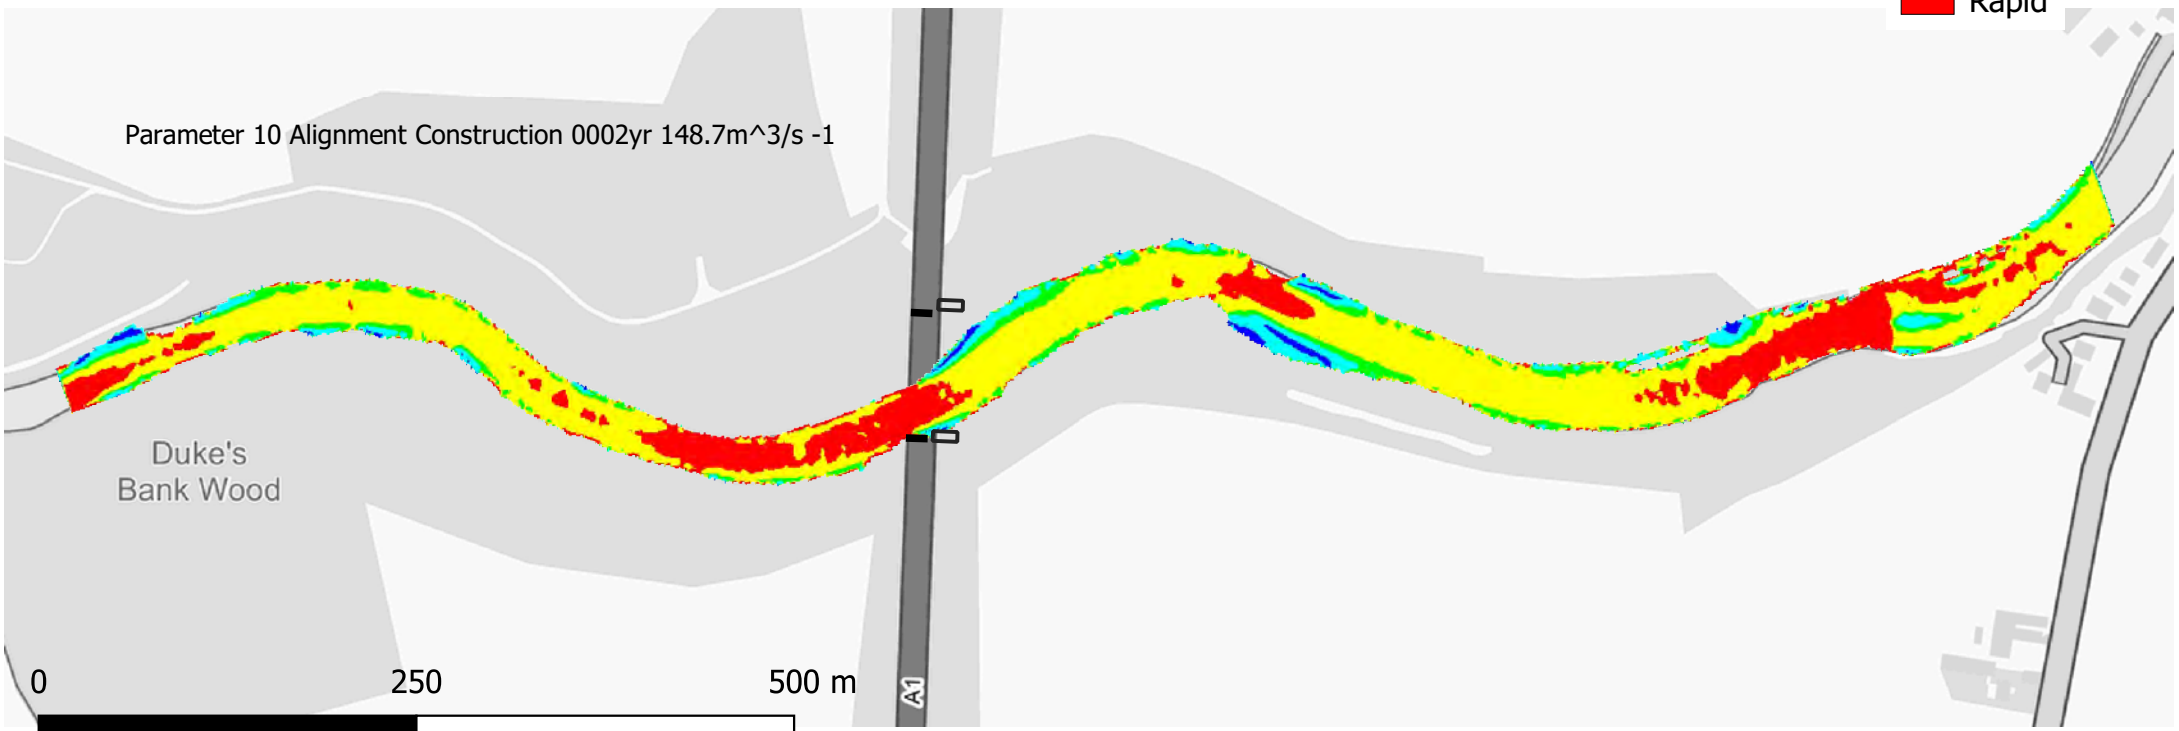 Rapid
Parameter 10 Alignment Construction 0002yr 148.7m^3/s -1
Duke's
Bank Wood
0 250 500 m
A1